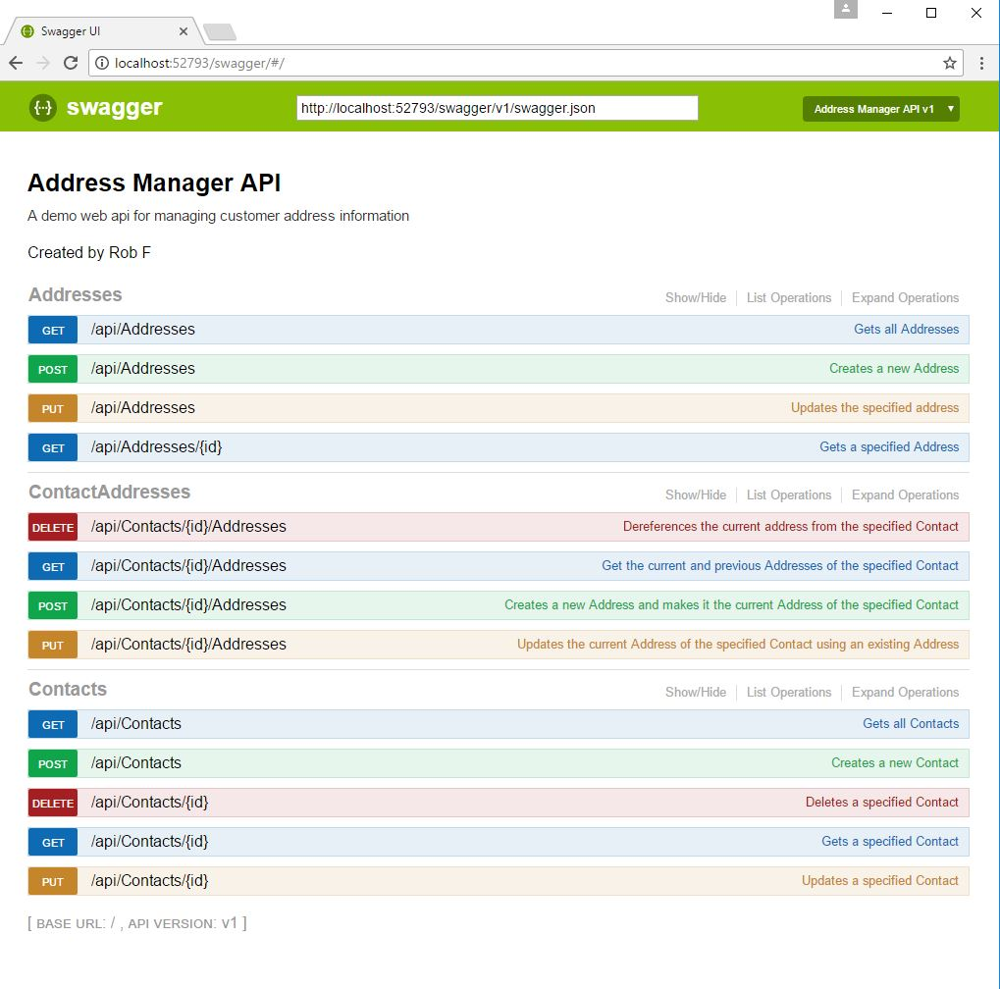 Swagger UI
localhost:52793/swagger/#/
{···} swagger
http://localhost:52793/swagger/v1/swagger.json
Address Manager API v1
Address Manager API
A demo web api for managing customer address information
Created by Rob F
Addresses Show/Hide List Operations Expand Operations
GET /api/Addresses Gets all Addresses
POST /api/Addresses Creates a new Address
PUT /api/Addresses Updates the specified address
GET /api/Addresses/{id} Gets a specified Address
ContactAddresses Show/Hide List Operations Expand Operations
DELETE /api/Contacts/{id}/Addresses Dereferences the current address from the specified Contact
GET /api/Contacts/{id}/Addresses Get the current and previous Addresses of the specified Contact
POST /api/Contacts/{id}/Addresses Creates a new Address and makes it the current Address of the specified Contact
PUT /api/Contacts/{id}/Addresses Updates the current Address of the specified Contact using an existing Address
Contacts Show/Hide List Operations Expand Operations
GET /api/Contacts Gets all Contacts
POST /api/Contacts Creates a new Contact
DELETE /api/Contacts/{id} Deletes a specified Contact
GET /api/Contacts/{id} Gets a specified Contact
PUT /api/Contacts/{id} Updates a specified Contact
[ BASE URL: / , API VERSION: v1 ]